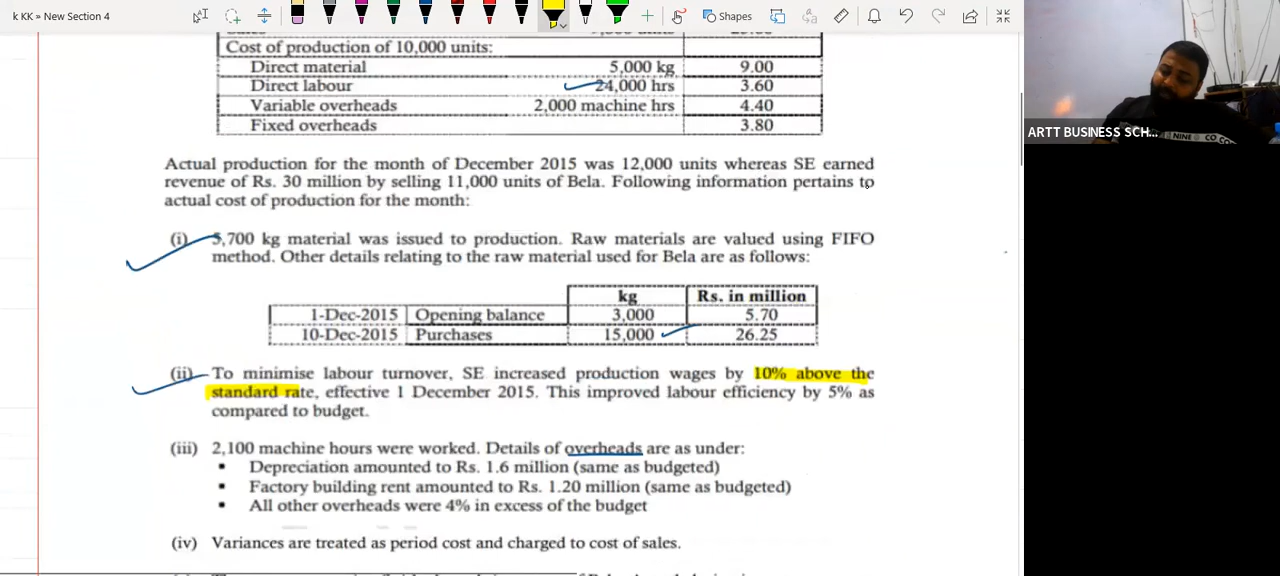 k KK » New Section 4
Shapes
Cost of production of 10,000 units:
Direct material 5,000 kg 9.00
Direct labour 24,000 hrs 3.60
Variable overheads 2,000 machine hrs 4.40
Fixed overheads 3.80
Actual production for the month of December 2015 was 12,000 units whereas SE earned
revenue of Rs. 30 million by selling 11,000 units of Bela. Following information pertains to
actual cost of production for the month:
(i) 5,700 kg material was issued to production. Raw materials are valued using FIFO
method. Other details relating to the raw material used for Bela are as follows:
kg Rs. in million
1-Dec-2015 Opening balance 3,000 5.70
10-Dec-2015 Purchases 15,000 26.25
(ii) To minimise labour turnover, SE increased production wages by 10% above the
standard rate, effective 1 December 2015. This improved labour efficiency by 5% as
compared to budget.
(iii) 2,100 machine hours were worked. Details of overheads are as under:
▪ Depreciation amounted to Rs. 1.6 million (same as budgeted)
▪ Factory building rent amounted to Rs. 1.20 million (same as budgeted)
▪ All other overheads were 4% in excess of the budget
(iv) Variances are treated as period cost and charged to cost of sales.
ARTT BUSINESS SCH...
NINE